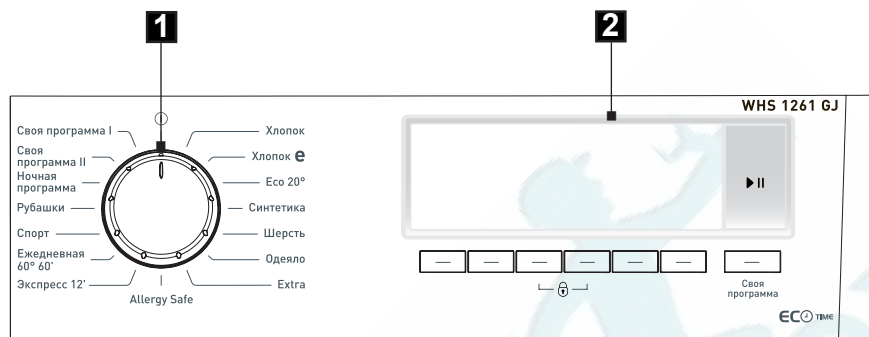 1
2
WHS 1261 GJ
Своя программа I
Своя
программа II
Ночная
программа
Рубашки
Спорт
Ежедневная
60° 60'
Экспресс 12'
Allergy Safe
Хлопок
Хлопок e
Eco 20°
Синтетика
Шерсть
Одеяло
Extra
Своя
программа
ECO TIME